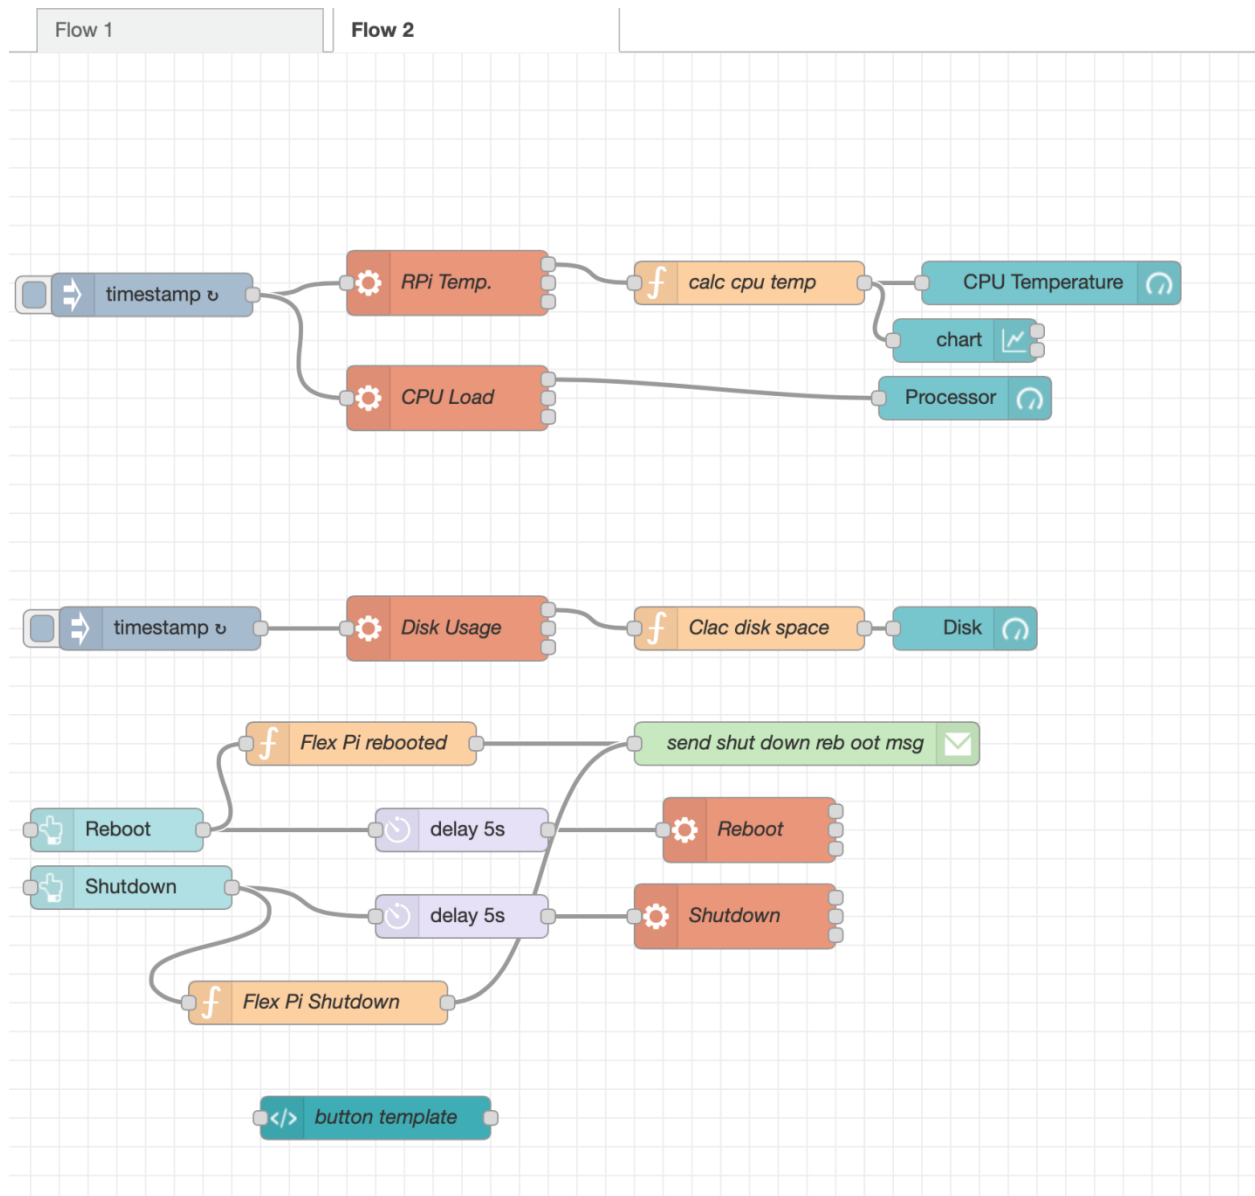 Flow 1
Flow 2
timestamp ↻
RPi Temp.
calc cpu temp
CPU Temperature
chart
CPU Load
Processor
timestamp ↻
Disk Usage
Clac disk space
Disk
Flex Pi rebooted
send shut down reb oot msg
Reboot
delay 5s
Reboot
Shutdown
delay 5s
Shutdown
Flex Pi Shutdown
button template